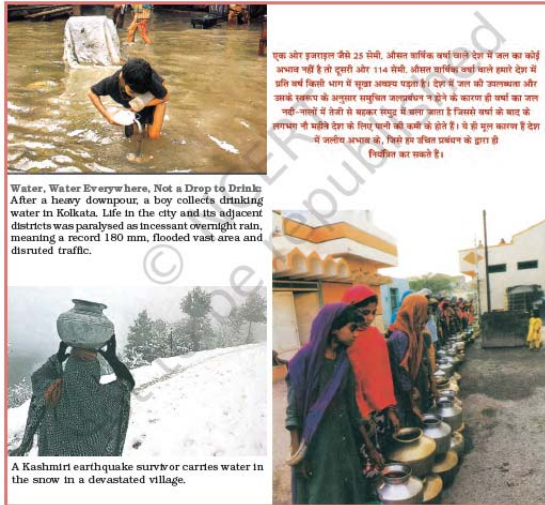 Water, Water Everywhere, Not a Drop to Drink:
After a heavy downpour, a boy collects drinking
water in Kolkata. Life in the city and its adjacent
districts was paralysed as incessant overnight rain,
meaning a record 180 mm, flooded vast area and
disruted traffic.
A Kashmiri earthquake survivor carries water in
the snow in a devastated village.
एक ओर इजराइल जैसे 25 सेमी. औसत वार्षिक वर्षा वाले देश में जल का कोई
अभाव नहीं है तो दूसरी ओर 114 सेमी. औसत वार्षिक वर्षा वाले हमारे देश में
प्रति वर्ष किसी भाग में सूखा अवश्य पड़ता है। देश में जल की उपलब्धता और
उसके स्वरूप के अनुसार समुचित जलप्रबंधन न होने के कारण ही वर्षा का जल
नदी-नालों में तेजी से बहकर समुद्र में चला जाता है जिससे वर्षा के बाद के
लगभग नौ महीने देश के लिए पानी की कमी के होते हैं। ये ही मूल कारण हैं देश
में जलीय अभाव के, जिसे हम उचित प्रबंधन के द्वारा ही
नियंत्रित कर सकते हैं।
© NCERT
be republished